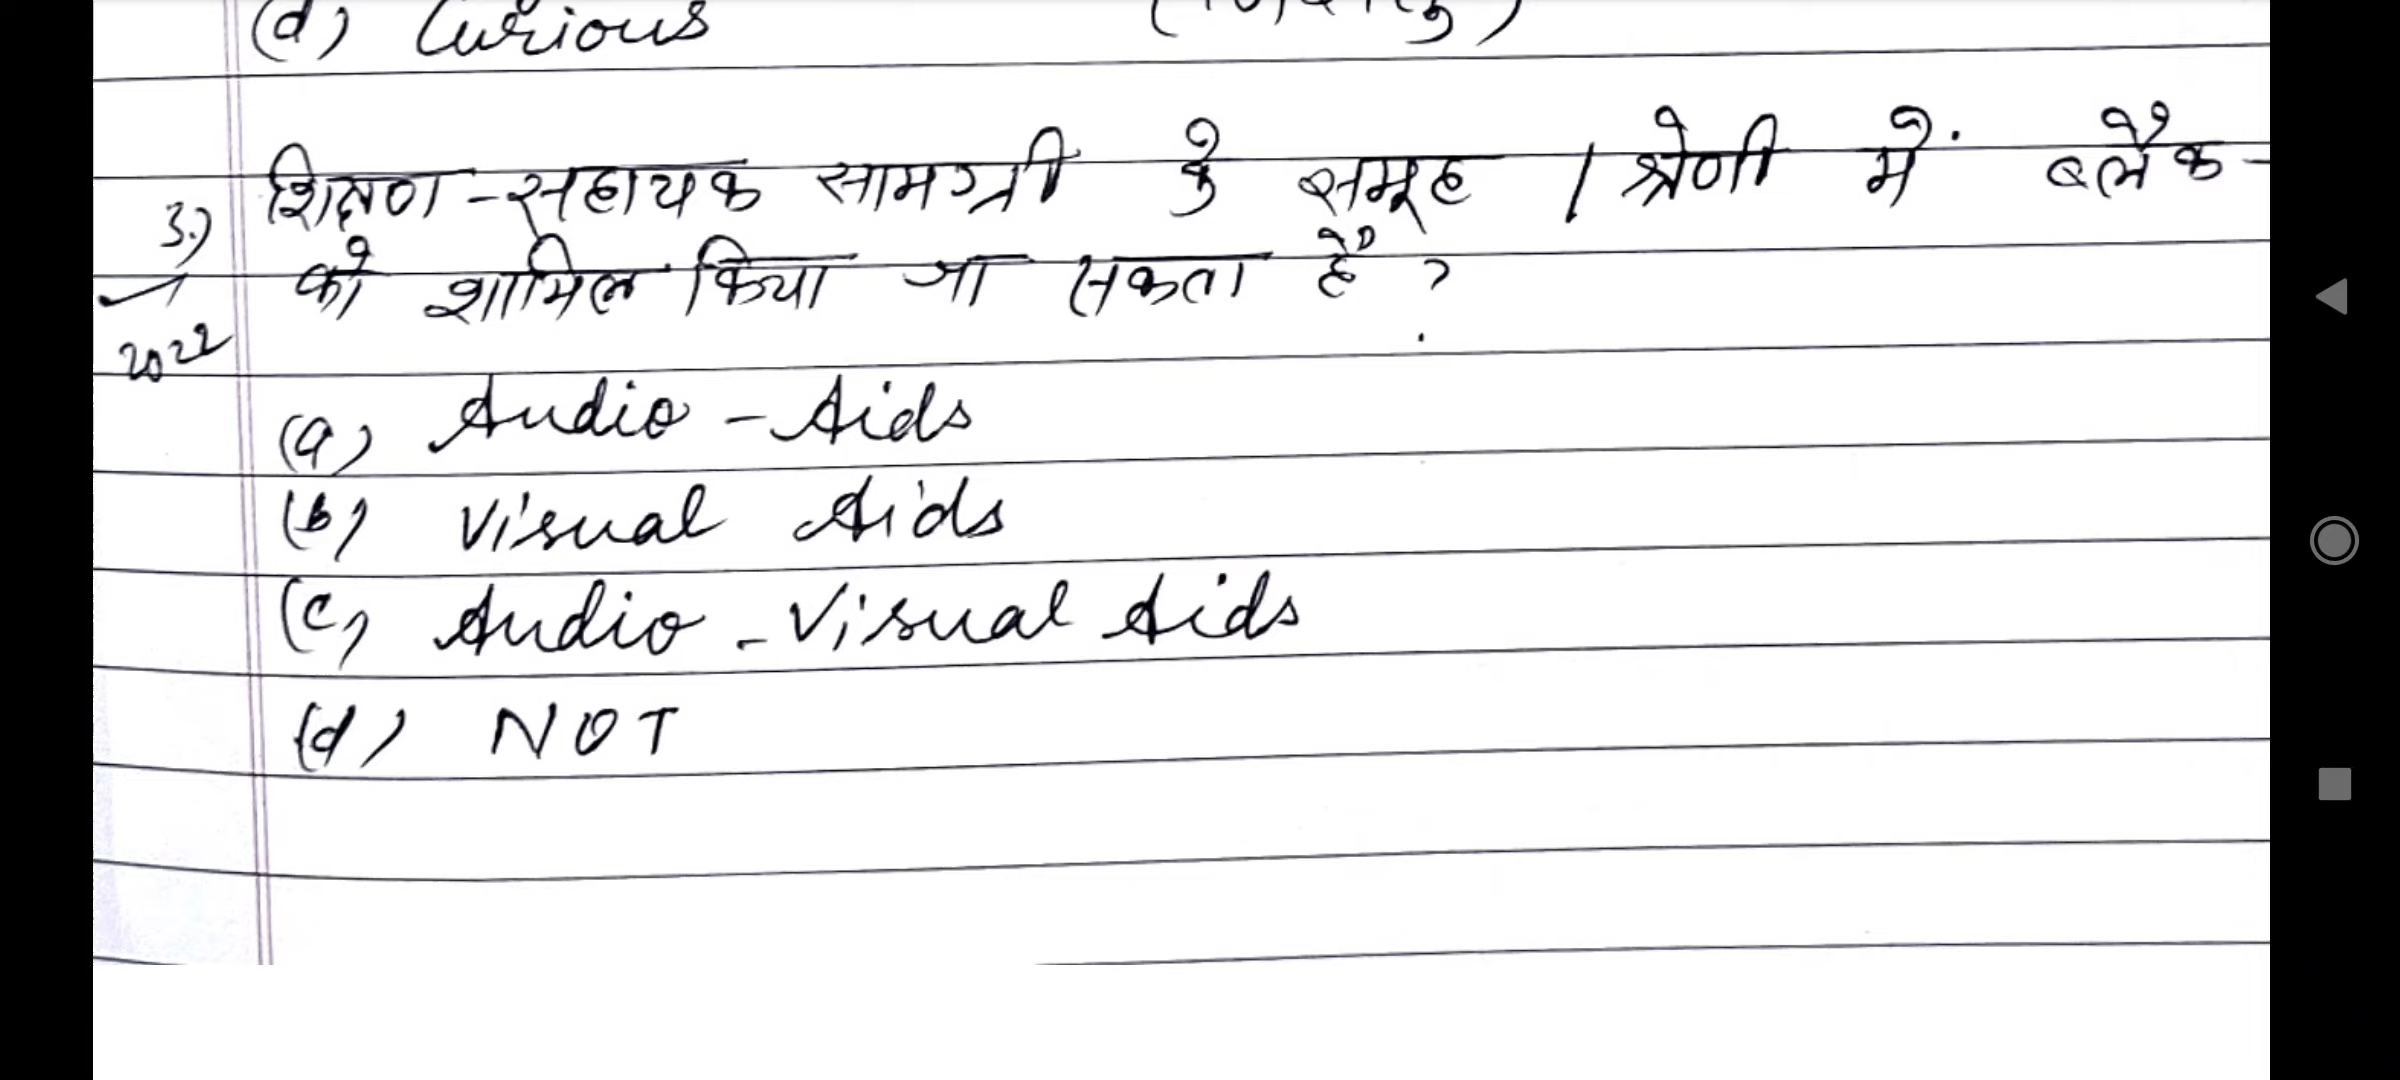 (d) Curious
3.) शिक्षण-सहायक सामग्री के समूह / श्रेणी में ब्लैक-
को शामिल किया जा सकता है ?
2022
(a) Audio - Aids
(b) Visual Aids
(c) Audio - Visual Aids
(d) NOT